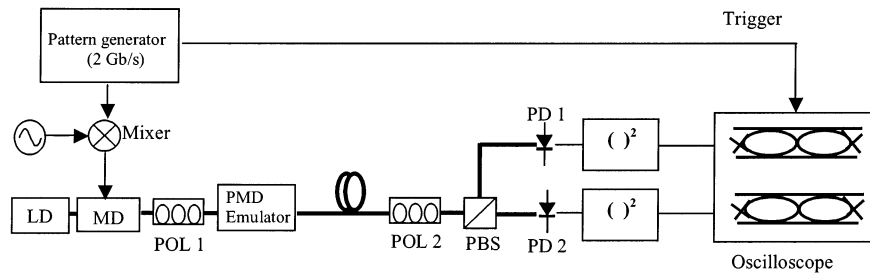 Trigger
Pattern generator
(2 Gb/s)
Mixer
PD 1
( )²
LD
MD
POL 1
PMD
Emulator
POL 2
PBS
PD 2
( )²
Oscilloscope